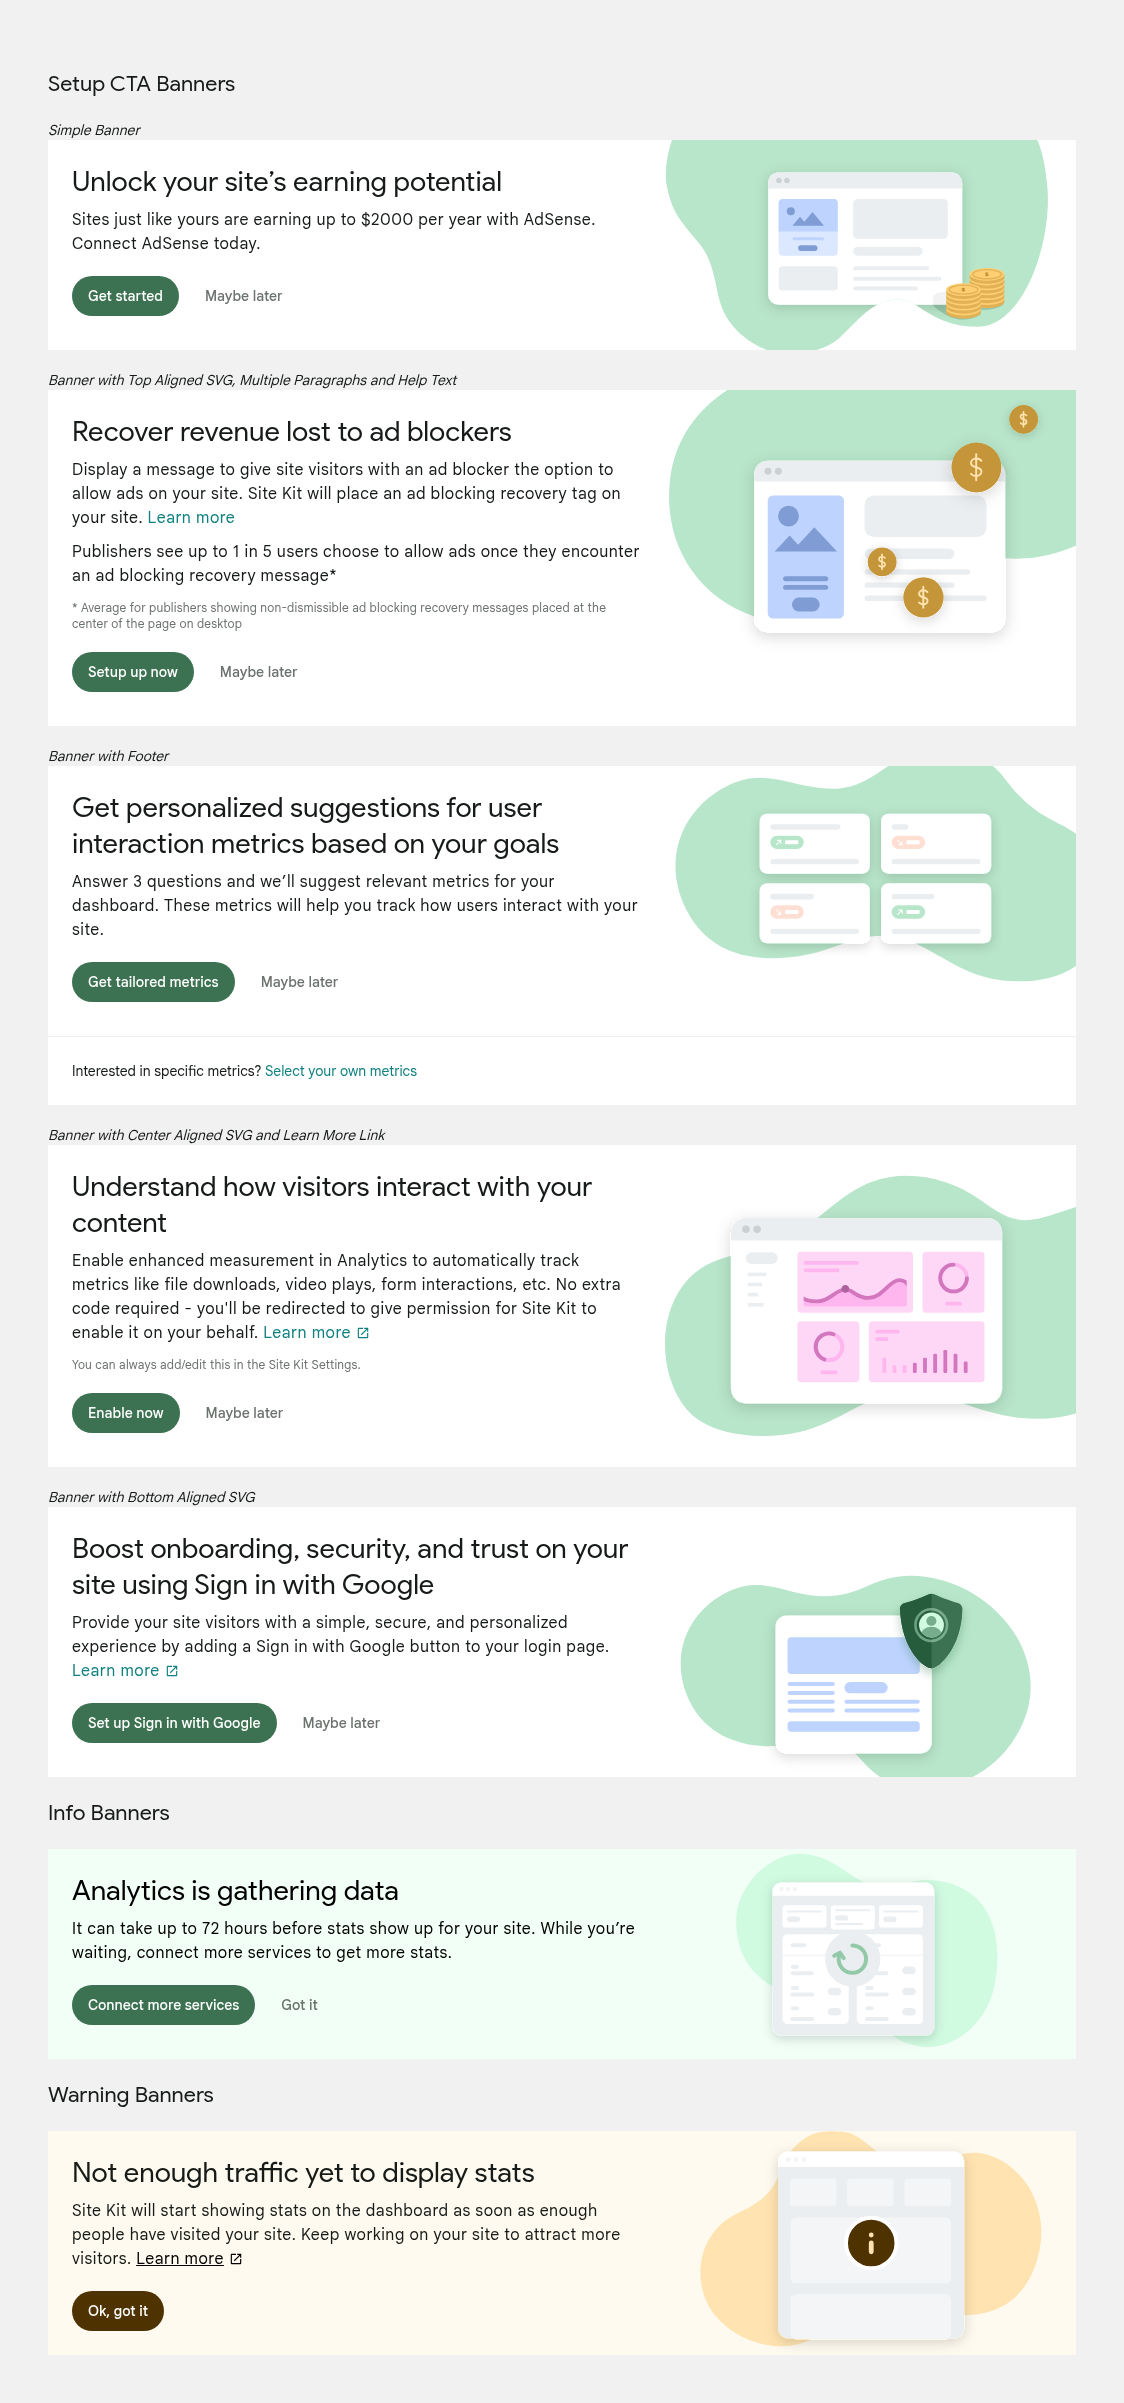 Setup CTA Banners
Simple Banner
Unlock your site’s earning potential
Sites just like yours are earning up to $2000 per year with AdSense.
Connect AdSense today.
Get started Maybe later
Banner with Top Aligned SVG, Multiple Paragraphs and Help Text
Recover revenue lost to ad blockers
Display a message to give site visitors with an ad blocker the option to
allow ads on your site. Site Kit will place an ad blocking recovery tag on
your site. Learn more
Publishers see up to 1 in 5 users choose to allow ads once they encounter
an ad blocking recovery message*
* Average for publishers showing non-dismissible ad blocking recovery messages placed at the
center of the page on desktop
Setup up now Maybe later
$
$
$
$
Banner with Footer
Get personalized suggestions for user
interaction metrics based on your goals
Answer 3 questions and we’ll suggest relevant metrics for your
dashboard. These metrics will help you track how users interact with your
site.
Get tailored metrics Maybe later
Interested in specific metrics? Select your own metrics
Banner with Center Aligned SVG and Learn More Link
Understand how visitors interact with your
content
Enable enhanced measurement in Analytics to automatically track
metrics like file downloads, video plays, form interactions, etc. No extra
code required - you'll be redirected to give permission for Site Kit to
enable it on your behalf. Learn more
You can always add/edit this in the Site Kit Settings.
Enable now Maybe later
Banner with Bottom Aligned SVG
Boost onboarding, security, and trust on your
site using Sign in with Google
Provide your site visitors with a simple, secure, and personalized
experience by adding a Sign in with Google button to your login page.
Learn more
Set up Sign in with Google Maybe later
Info Banners
Analytics is gathering data
It can take up to 72 hours before stats show up for your site. While you’re
waiting, connect more services to get more stats.
Connect more services Got it
Warning Banners
Not enough traffic yet to display stats
Site Kit will start showing stats on the dashboard as soon as enough
people have visited your site. Keep working on your site to attract more
visitors. Learn more
Ok, got it